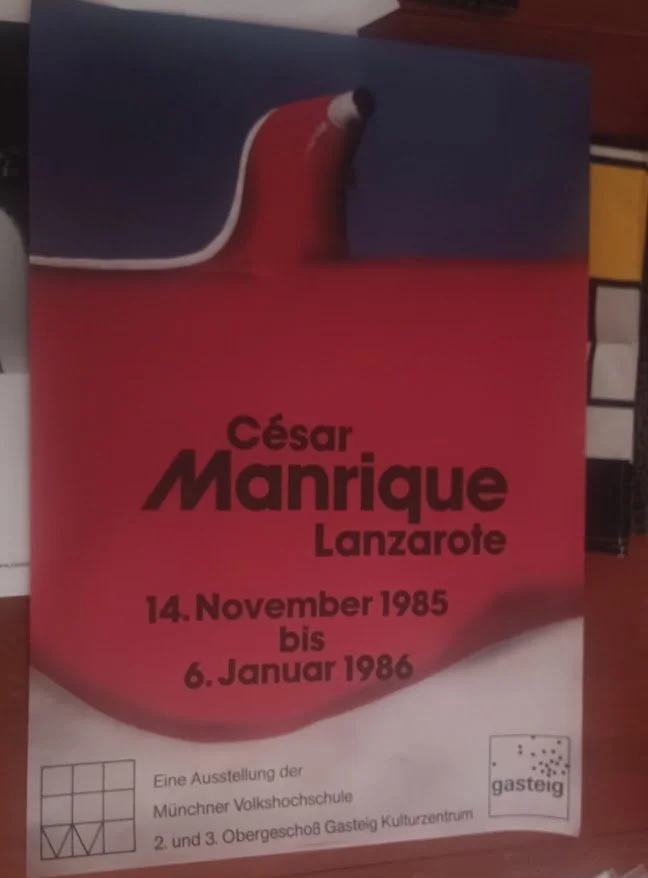 César
Manrique
Lanzarote
14. November 1985
bis
6. Januar 1986
Eine Ausstellung der
Münchner Volkshochschule
2. und 3. Obergeschoß Gasteig Kulturzentrum
gasteig